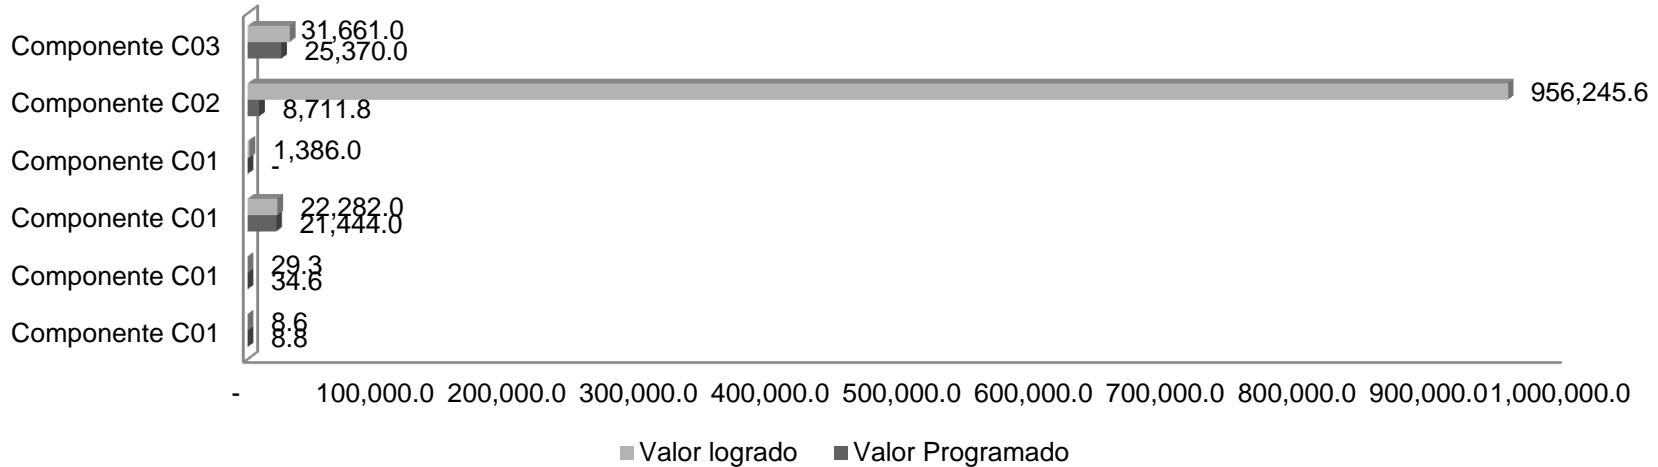 31,661.0
Componente C03
25,370.0
956,245.6
Componente C02
8,711.8
1,386.0
Componente C01
-
22,282.0
Componente C01
21,444.0
29.3
Componente C01
34.6
8.6
Componente C01
8.8
- 100,000.0 200,000.0 300,000.0 400,000.0 500,000.0 600,000.0 700,000.0 800,000.0 900,000.0 1,000,000.0
Valor logrado Valor Programado